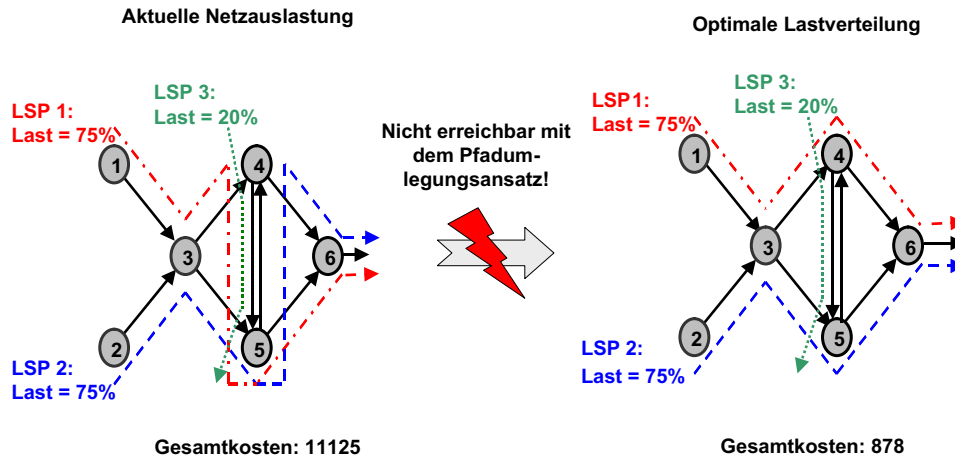 Aktuelle Netzauslastung
LSP 1:
Last = 75%
LSP 3:
Last = 20%
1
4
3
6
2
5
LSP 2:
Last = 75%
Gesamtkosten: 11125
Nicht erreichbar mit
dem Pfadum-
legungsansatz!
Optimale Lastverteilung
LSP1:
Last = 75%
LSP 3:
Last = 20%
1
4
3
6
2
5
LSP 2:
Last = 75%
Gesamtkosten: 878